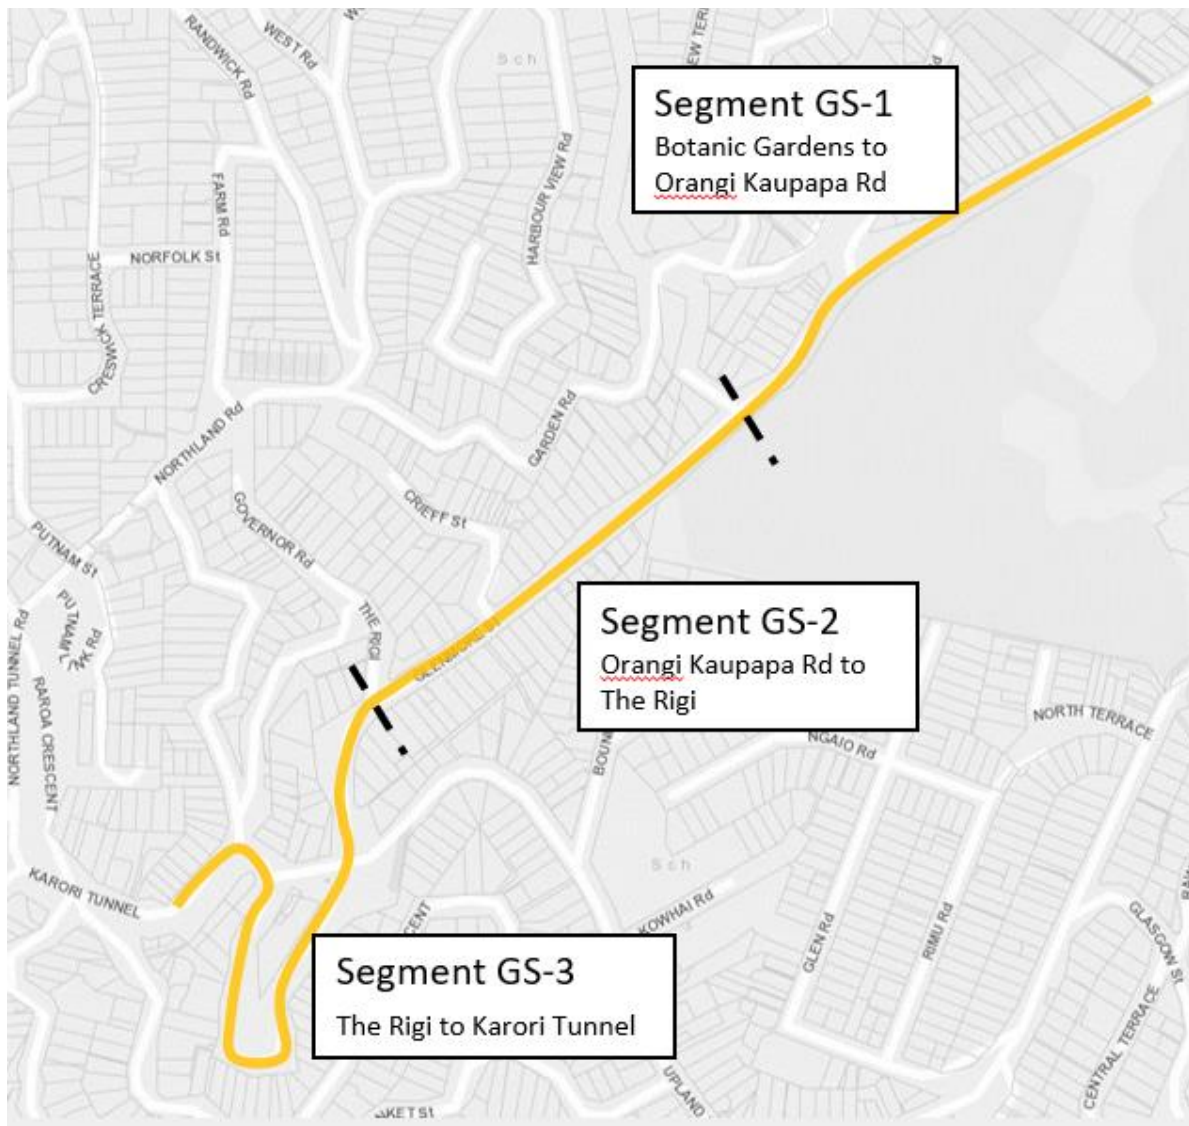 RANDWICK Rd
WEST Rd
Sch
Segment GS-1
Botanic Gardens to
Orangi Kaupapa Rd
HARBOUR VIEW Rd
FARM Rd
NORFOLK St
CRESWICK TERRACE
GARDEN Rd
NORTHLAND Rd
CRIEFF St
GOVERNOR Rd
PUTNAM St
THE RIGI
GLENMORE ST
Segment GS-2
Orangi Kaupapa Rd to
The Rigi
NORTHLAND TUNNEL Rd
RAROA CRESCENT
NORTH TERRACE
NGAIO Rd
BOUN
Sch
KARORI TUNNEL
CENT
KOWHAI Rd
GLEN Rd
RIMU Rd
GLASGOW St
Segment GS-3
The Rigi to Karori Tunnel
CENTRAL TERRACE
UPLAND